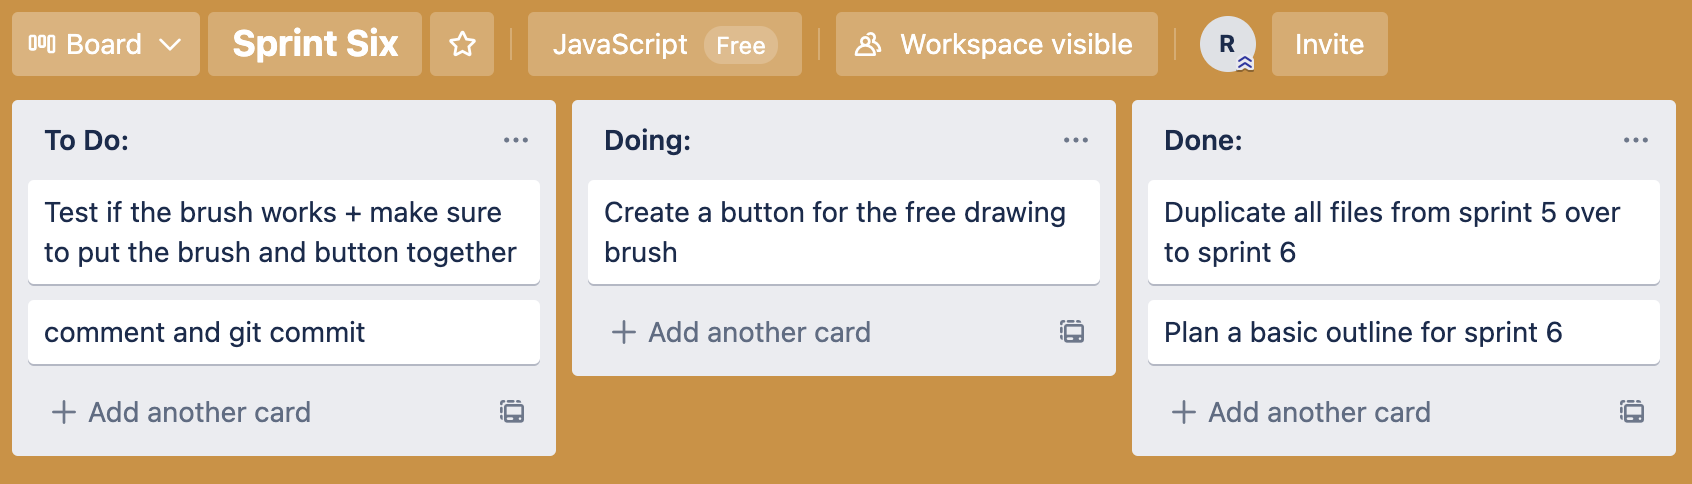 Board
Sprint Six
JavaScript Free
Workspace visible
R
Invite
To Do:
Test if the brush works + make sure
to put the brush and button together
comment and git commit
+ Add another card
Doing:
Create a button for the free drawing
brush
+ Add another card
Done:
Duplicate all files from sprint 5 over
to sprint 6
Plan a basic outline for sprint 6
+ Add another card